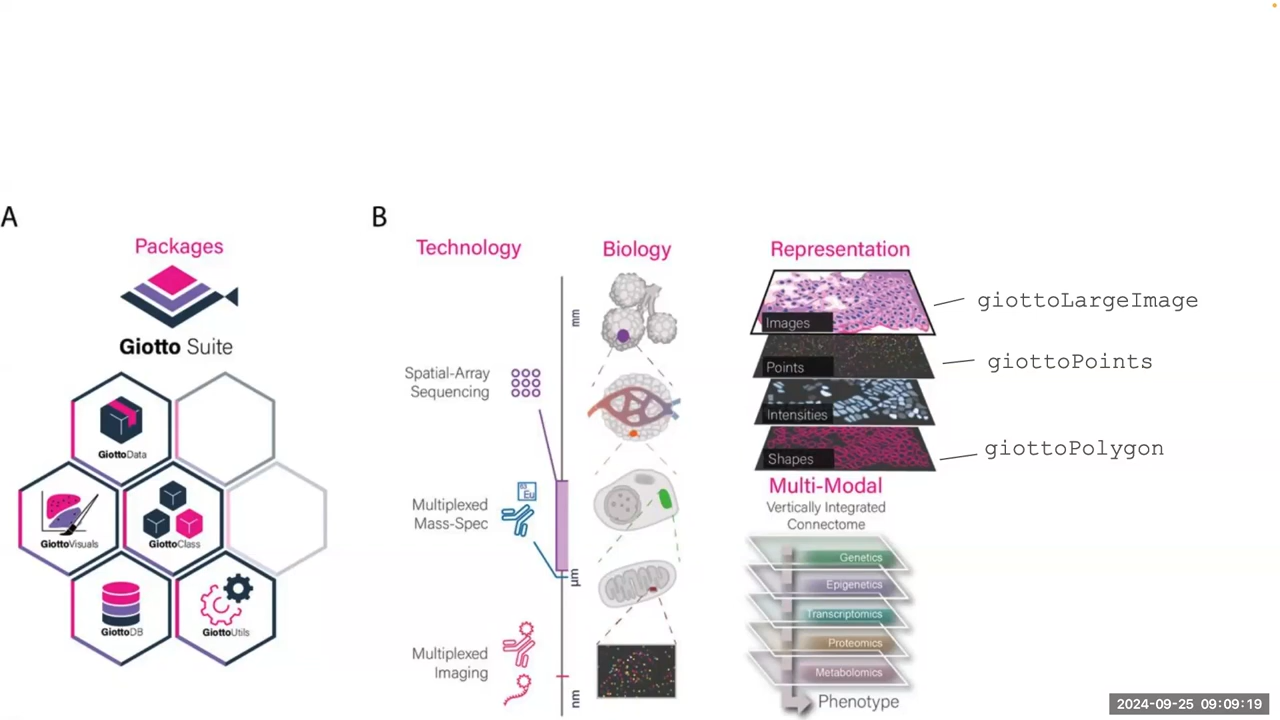 A
Packages
Giotto Suite
GiottoData
GiottoVisuals
GiottoClass
GiottoDB
GiottoUtils
B
Technology
Biology
Representation
mm
Spatial-Array
Sequencing
63
Eu
Multiplexed
Mass-Spec
µm
Multiplexed
Imaging
nm
Images
giottoLargeImage
Points
giottoPoints
Intensities
Shapes
giottoPolygon
Multi-Modal
Vertically Integrated
Connectome
Genetics
Epigenetics
Transcriptomics
Proteomics
Metabolomics
Phenotype
2024-09-25 09:09:19